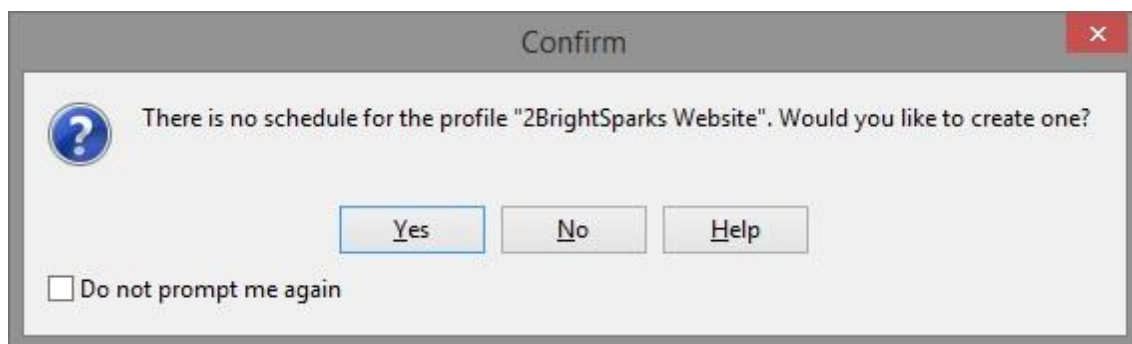 Confirm
There is no schedule for the profile "2BrightSparks Website". Would you like to create one?
Yes
No
Help
Do not prompt me again